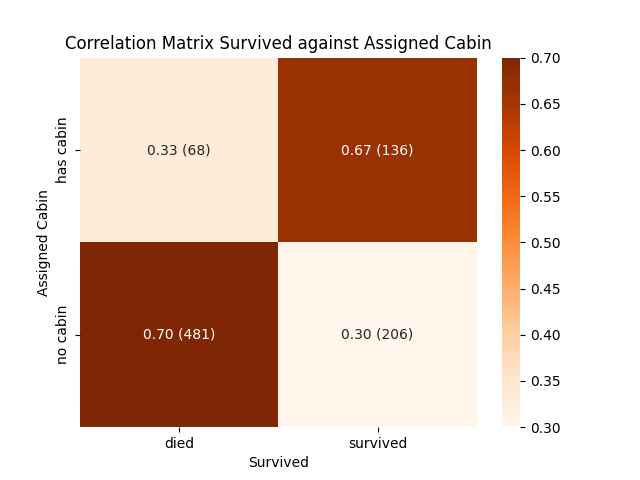 Correlation Matrix Survived against Assigned Cabin
Assigned Cabin
has cabin
0.33 (68)
0.67 (136)
no cabin
0.70 (481)
0.30 (206)
died
survived
Survived
0.70
0.65
0.60
0.55
0.50
0.45
0.40
0.35
0.30